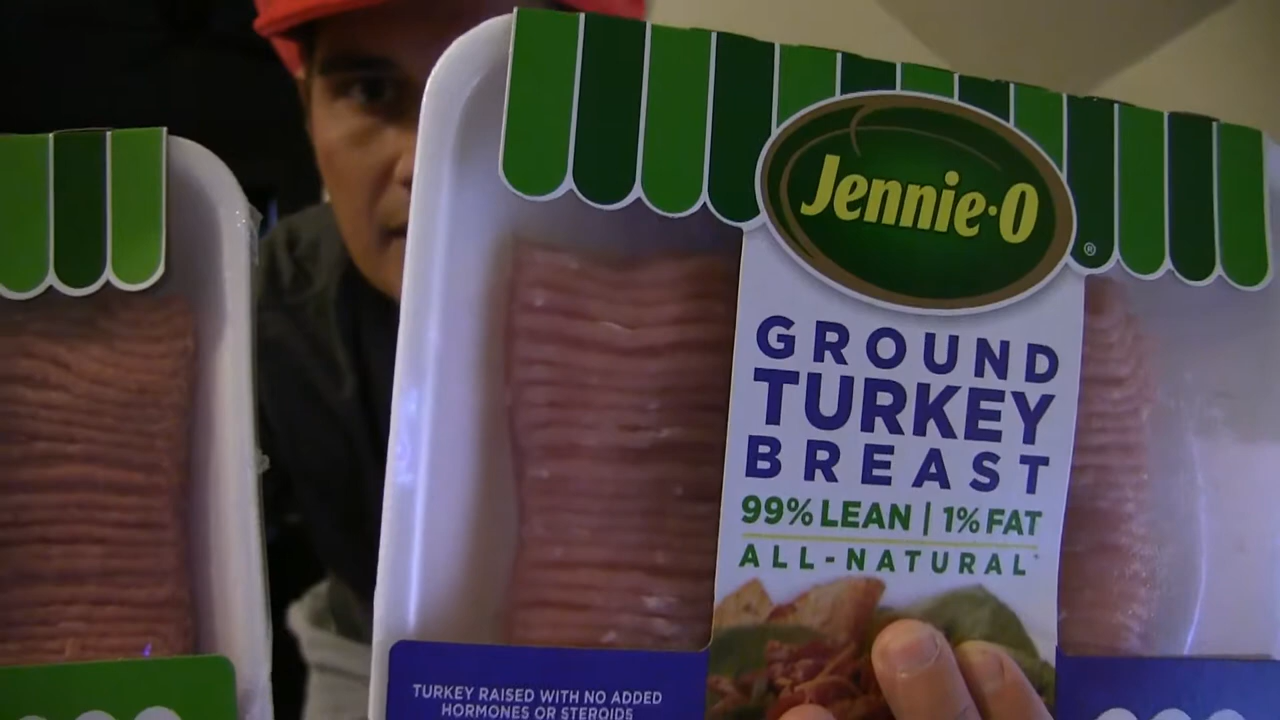 Jennie-O
®
GROUND
TURKEY
BREAST
99% LEAN | 1% FAT
ALL-NATURAL*
TURKEY RAISED WITH NO ADDED
HORMONES OR STEROIDS